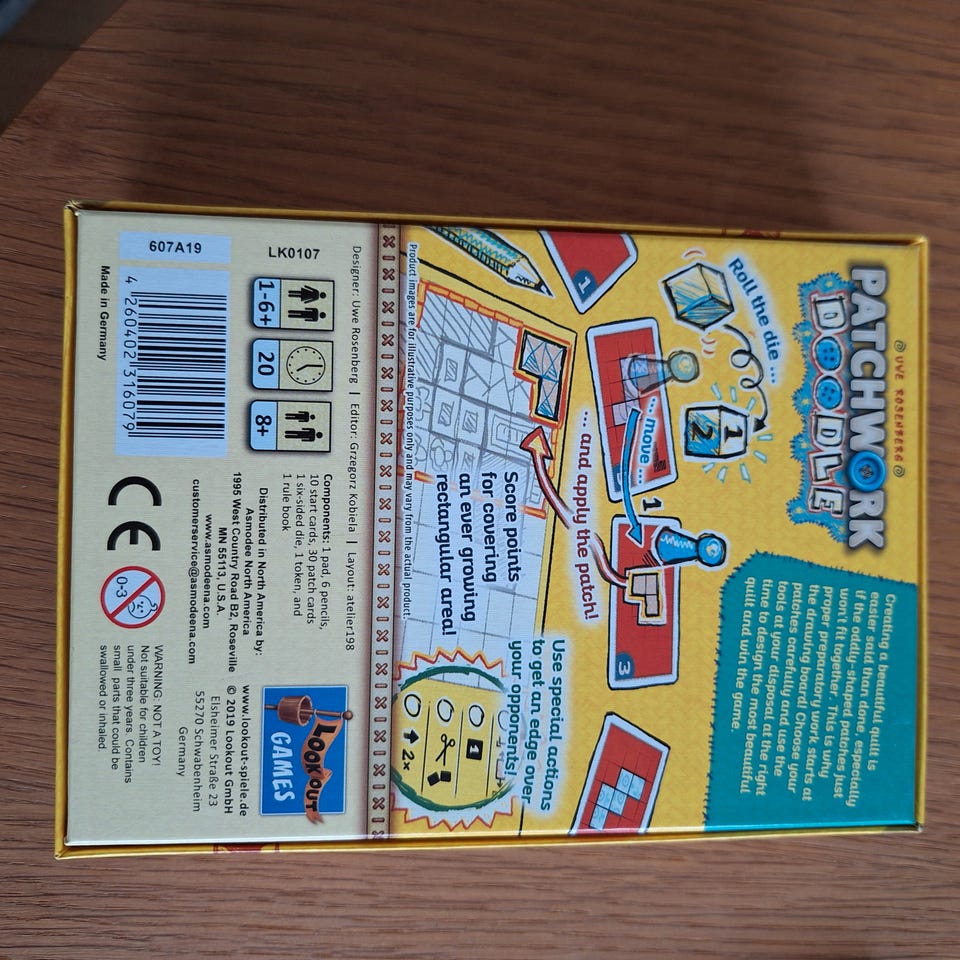 UWE ROSENBERG
PATCHWORK
DOODLE
Creating a beautiful quilt is
easier said than done, especially
if the oddly-shaped patches just
won't fit together. This is why
proper preparatory work starts at
the drawing board! Choose your
patches carefully and use the
tools at your disposal at the right
time to design the most beautiful
quilt and win the game.
Roll the die ...
1
2
1
... move ...
1
3
... and apply the patch!
Score points
for covering
an ever growing
rectangular area!
Use special actions
to get an edge over
your opponents!
1
2x
Product images are for illustrative purposes only and may vary from the actual product.
Designer: Uwe Rosenberg | Editor: Grzegorz Kobiela | Layout: atelier198
LK0107
607A19
1-6+
20
8+
4 260402 316079
Made in Germany
Components: 1 pad, 6 pencils,
10 start cards, 30 patch cards
1 six-sided die, 1 token, and
1 rule book
Distributed in North America by:
Asmodee North America
1995 West Country Road B2, Roseville
MN 55113, U.S.A.
www.asmodeena.com
customerservice@asmodeena.com
CE
0-3
LOOKOUT
GAMES
www.lookout-spiele.de
© 2019 Lookout GmbH
Elsheimer Straße 23
55270 Schwabenheim
Germany
WARNING: NOT A TOY!
Not suitable for children
under three years. Contains
small parts that could be
swallowed or inhaled.